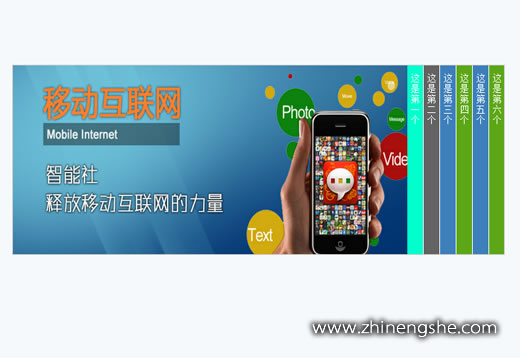 移动互联网
Mobile Internet
智能社
释放移动互联网的力量
Photo
Music
Message
Vide
Text
这是第一个
这是第二个
这是第三个
这是第四个
这是第五个
这是第六个
www.zhinengshe.com